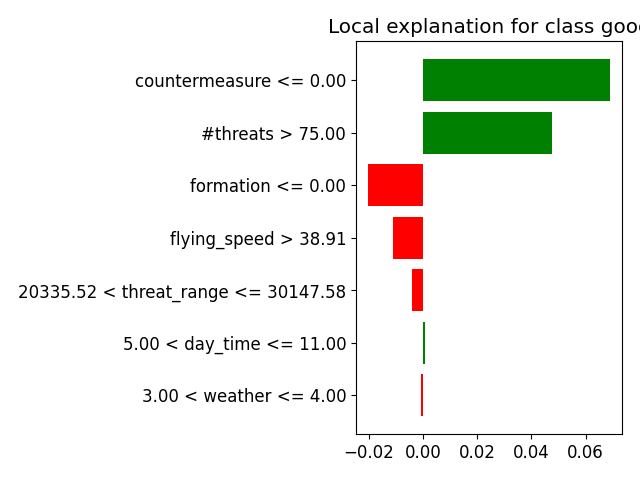 Local explanation for class good
countermeasure <= 0.00
#threats > 75.00
formation <= 0.00
flying_speed > 38.91
20335.52 < threat_range <= 30147.58
5.00 < day_time <= 11.00
3.00 < weather <= 4.00
−0.02 0.00 0.02 0.04 0.06